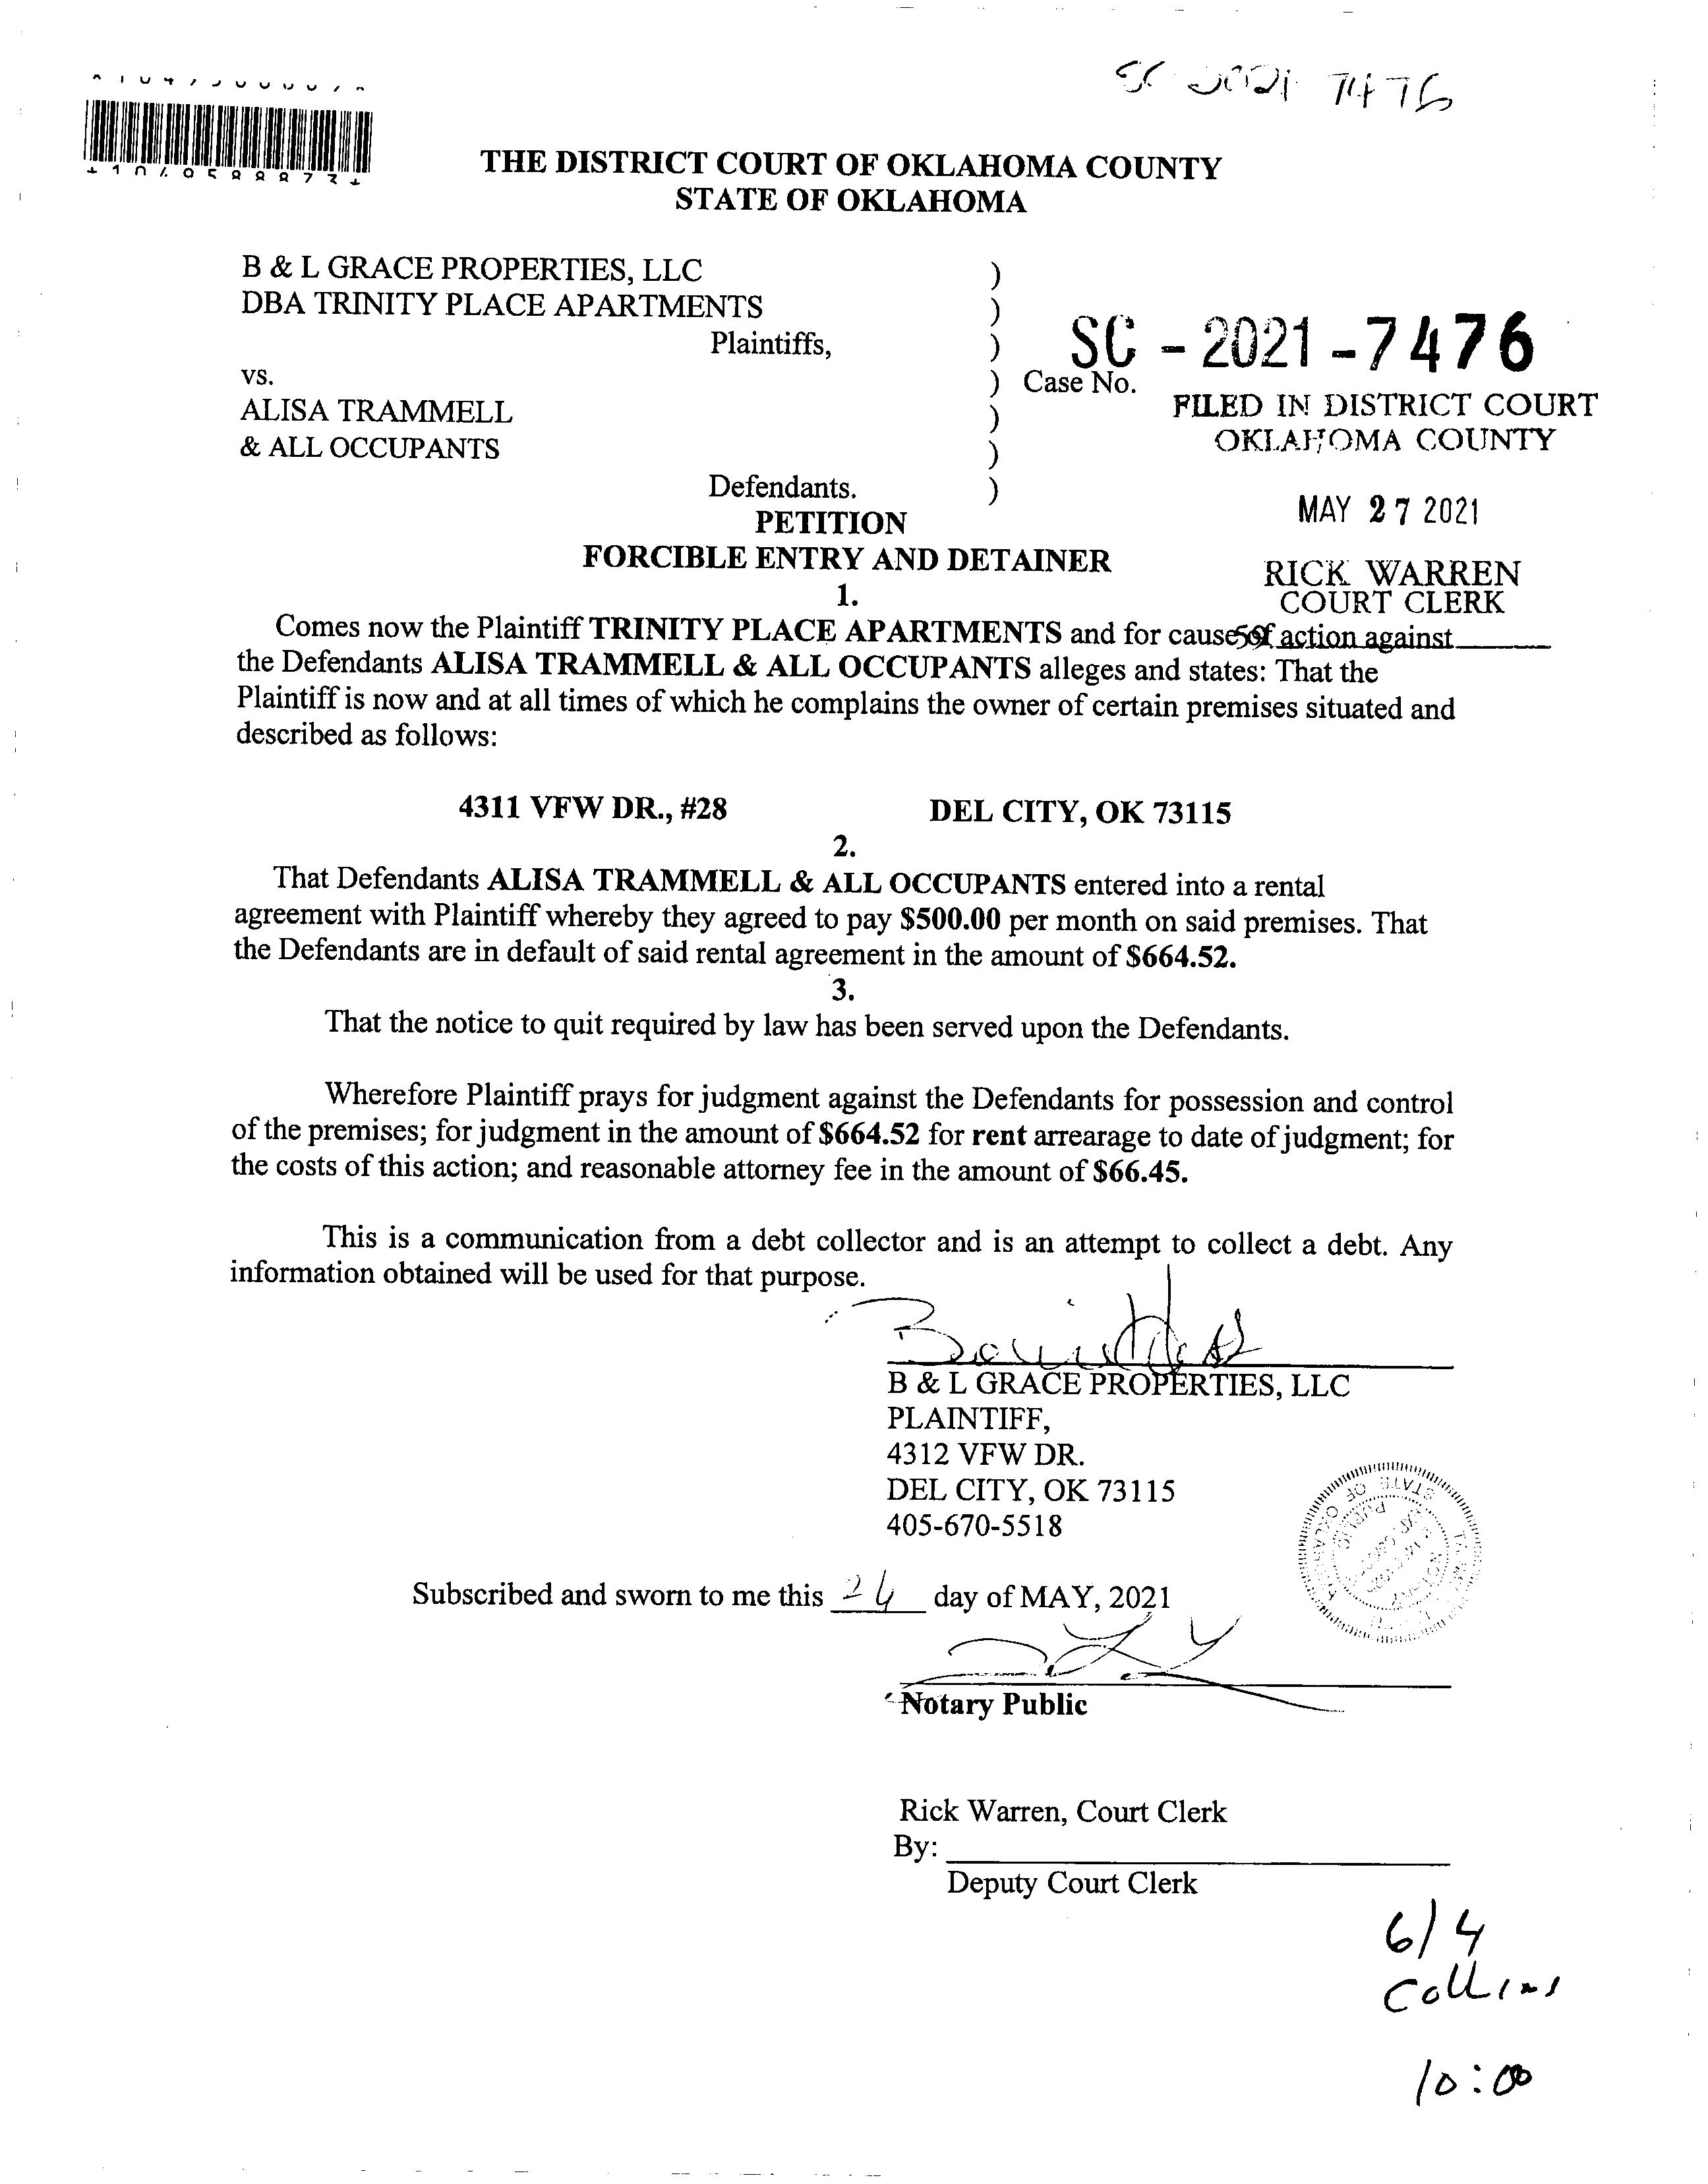 SC 2021 7476
THE DISTRICT COURT OF OKLAHOMA COUNTY
STATE OF OKLAHOMA
B & L GRACE PROPERTIES, LLC )
DBA TRINITY PLACE APARTMENTS )
Plaintiffs, ) SC - 2021 - 7476
vs. ) Case No.
ALISA TRAMMELL ) FILED IN DISTRICT COURT
& ALL OCCUPANTS ) OKLAHOMA COUNTY
Defendants. )
PETITION MAY 27 2021
FORCIBLE ENTRY AND DETAINER
RICK WARREN
1. COURT CLERK
Comes now the Plaintiff TRINITY PLACE APARTMENTS and for cause of action against
the Defendants ALISA TRAMMELL & ALL OCCUPANTS alleges and states: That the
Plaintiff is now and at all times of which he complains the owner of certain premises situated and
described as follows:
4311 VFW DR., #28 DEL CITY, OK 73115
2.
That Defendants ALISA TRAMMELL & ALL OCCUPANTS entered into a rental
agreement with Plaintiff whereby they agreed to pay $500.00 per month on said premises. That
the Defendants are in default of said rental agreement in the amount of $664.52.
3.
That the notice to quit required by law has been served upon the Defendants.
Wherefore Plaintiff prays for judgment against the Defendants for possession and control
of the premises; for judgment in the amount of $664.52 for rent arrearage to date of judgment; for
the costs of this action; and reasonable attorney fee in the amount of $66.45.
This is a communication from a debt collector and is an attempt to collect a debt. Any
information obtained will be used for that purpose.
B & L GRACE PROPERTIES, LLC
PLAINTIFF,
4312 VFW DR.
DEL CITY, OK 73115
405-670-5518
Subscribed and sworn to me this 24 day of MAY, 2021
Notary Public
Rick Warren, Court Clerk
By:
Deputy Court Clerk
6/4
Collins
10:00